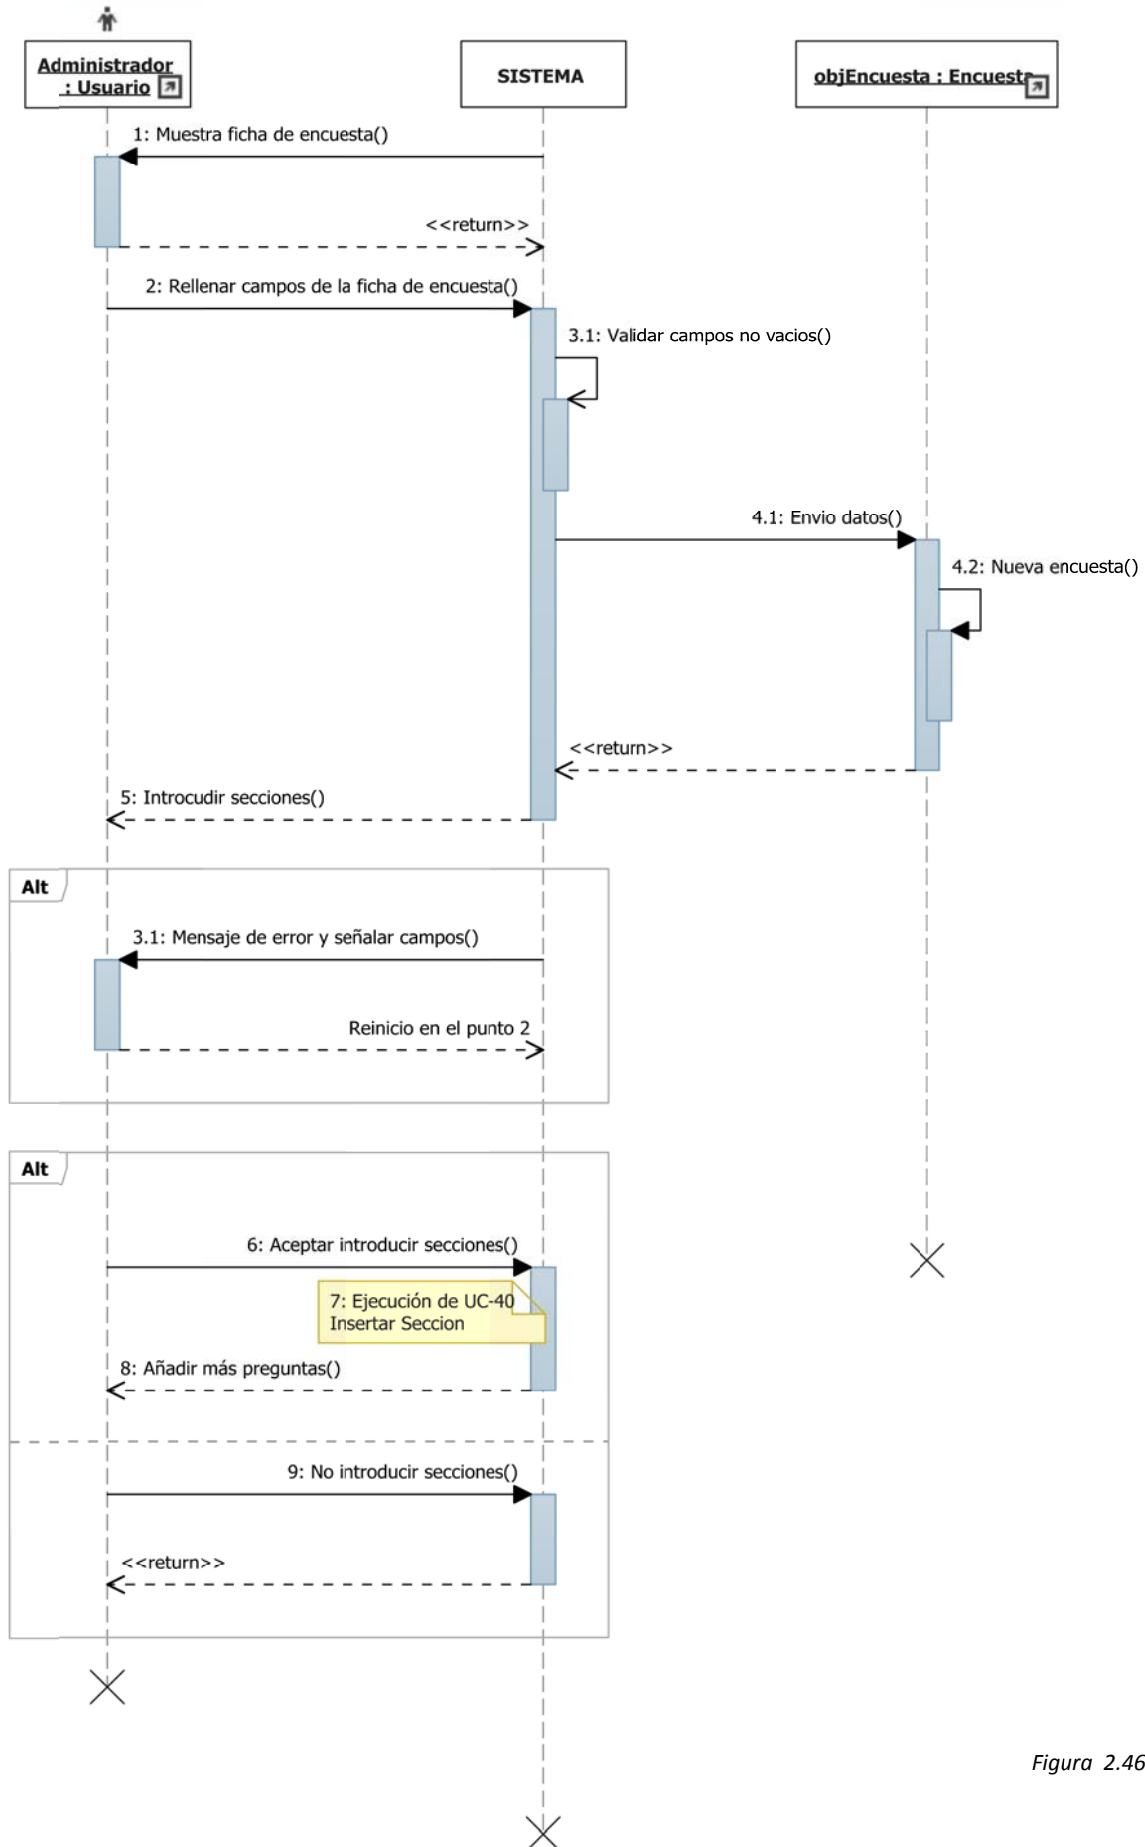 Administrador
: Usuario
SISTEMA
objEncuesta : Encuesta
1: Muestra ficha de encuesta()
<<return>>
2: Rellenar campos de la ficha de encuesta()
3.1: Validar campos no vacios()
4.1: Envio datos()
4.2: Nueva encuesta()
<<return>>
5: Introcudir secciones()
Alt
3.1: Mensaje de error y señalar campos()
Reinicio en el punto 2
Alt
6: Aceptar introducir secciones()
7: Ejecución de UC-40
Insertar Seccion
8: Añadir más preguntas()
9: No introducir secciones()
<<return>>
Figura 2.46